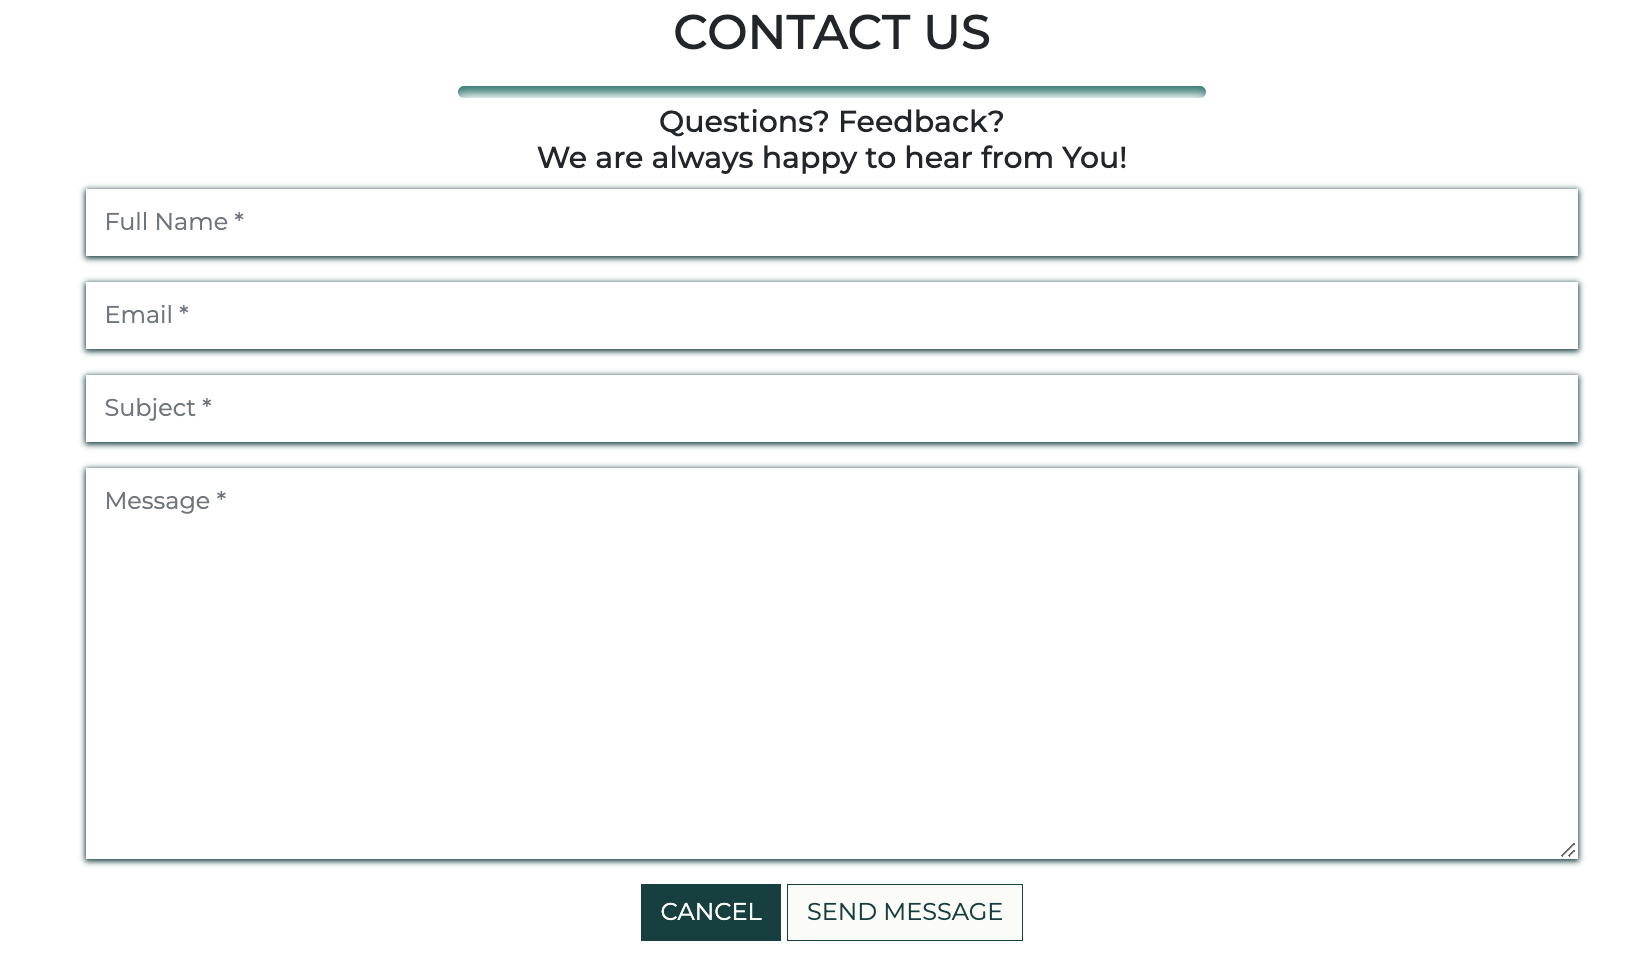 CONTACT US
Questions? Feedback?
We are always happy to hear from You!
Full Name *
Email *
Subject *
Message *
CANCEL SEND MESSAGE